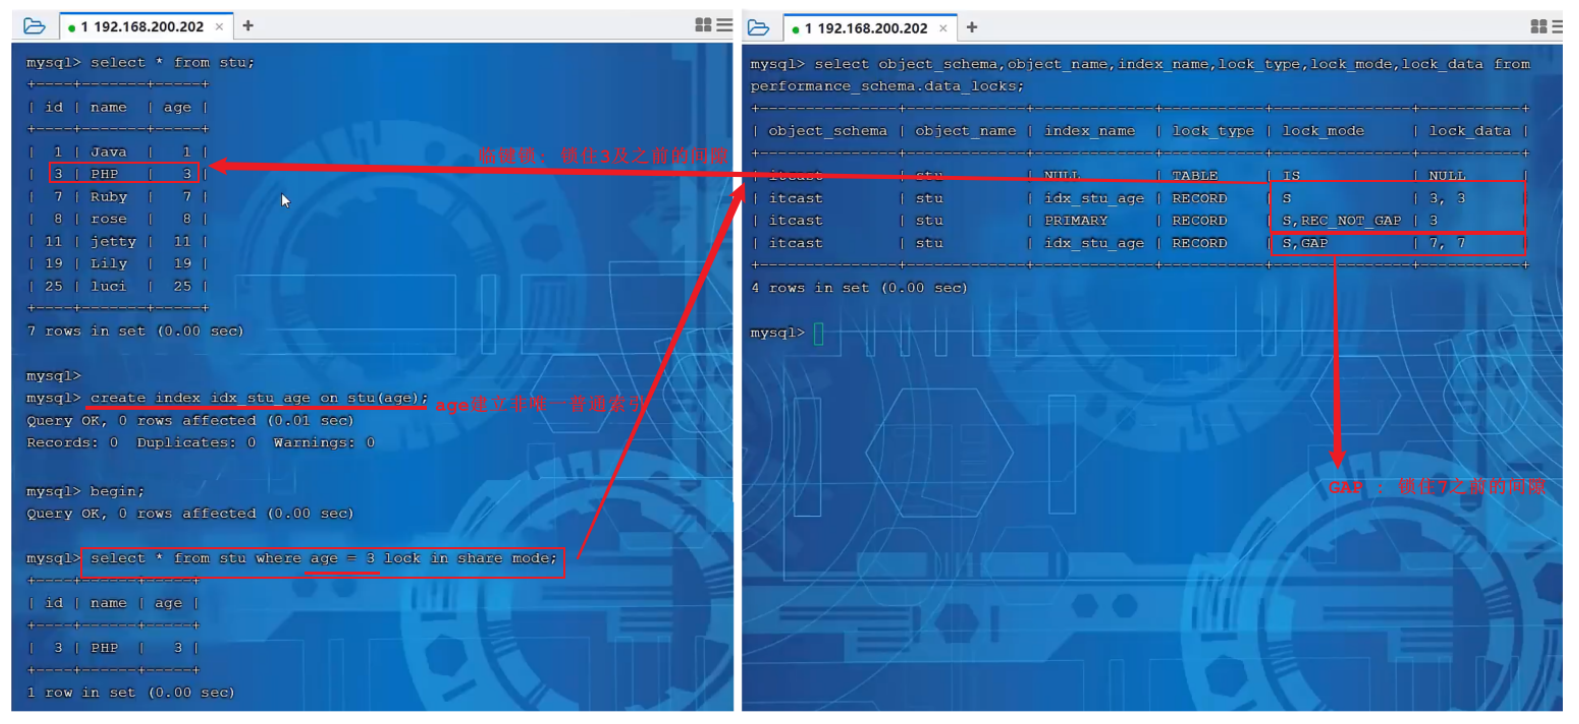 1 192.168.200.202 × +
mysql> select * from stu;
+----+-------+-----+
| id | name | age |
+----+-------+-----+
| 1 | Java | 1 |
| 3 | PHP | 3 |
| 7 | Ruby | 7 |
| 8 | rose | 8 |
| 11 | jetty | 11 |
| 19 | Lily | 19 |
| 25 | luci | 25 |
+----+-------+-----+
7 rows in set (0.00 sec)
mysql>
mysql> create index idx_stu_age on stu(age);
age建立非唯一普通索引
Query OK, 0 rows affected (0.01 sec)
Records: 0 Duplicates: 0 Warnings: 0
mysql> begin;
Query OK, 0 rows affected (0.00 sec)
mysql> select * from stu where age = 3 lock in share mode;
+----+------+-----+
| id | name | age |
+----+------+-----+
| 3 | PHP | 3 |
+----+------+-----+
1 row in set (0.00 sec)
临键锁: 锁住3及之前的间隙
1 192.168.200.202 × +
mysql> select object_schema,object_name,index_name,lock_type,lock_mode,lock_data from
performance_schema.data_locks;
+---------------+-------------+-------------+-----------+---------------+-----------+
| object_schema | object_name | index_name | lock_type | lock_mode | lock_data |
+---------------+-------------+-------------+-----------+---------------+-----------+
| itcast | stu | NULL | TABLE | IS | NULL |
| itcast | stu | idx_stu_age | RECORD | S | 3, 3 |
| itcast | stu | PRIMARY | RECORD | S,REC_NOT_GAP | 3 |
| itcast | stu | idx_stu_age | RECORD | S,GAP | 7, 7 |
+---------------+-------------+-------------+-----------+---------------+-----------+
4 rows in set (0.00 sec)
mysql>
GAP : 锁住7之前的间隙